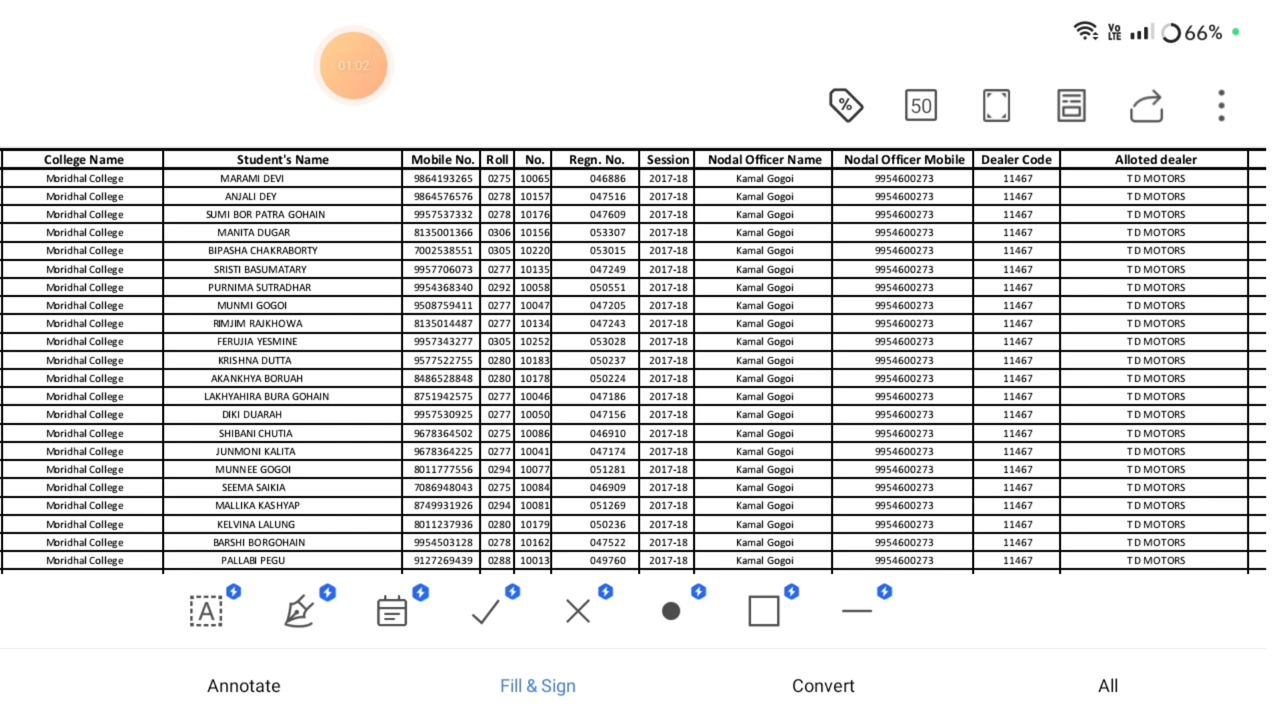 Vo LTE 66%
01:02
% 50
College Name Student's Name Mobile No. Roll No. Regn. No. Session Nodal Officer Name Nodal Officer Mobile Dealer Code Alloted dealer
Moridhal College MARAMI DEVI 9864193265 0275 10065 046886 2017-18 Kamal Gogoi 9954600273 11467 T D MOTORS
Moridhal College ANJALI DEY 9864576576 0278 10157 047516 2017-18 Kamal Gogoi 9954600273 11467 T D MOTORS
Moridhal College SUMI BOR PATRA GOHAIN 9957537332 0278 10176 047609 2017-18 Kamal Gogoi 9954600273 11467 T D MOTORS
Moridhal College MANITA DUGAR 8135001366 0306 10156 053307 2017-18 Kamal Gogoi 9954600273 11467 T D MOTORS
Moridhal College BIPASHA CHAKRABORTY 7002538551 0305 10220 053015 2017-18 Kamal Gogoi 9954600273 11467 T D MOTORS
Moridhal College SRISTI BASUMATARY 9957706073 0277 10135 047249 2017-18 Kamal Gogoi 9954600273 11467 T D MOTORS
Moridhal College PURNIMA SUTRADHAR 9954368340 0292 10058 050551 2017-18 Kamal Gogoi 9954600273 11467 T D MOTORS
Moridhal College MUNMI GOGOI 9508759411 0277 10047 047205 2017-18 Kamal Gogoi 9954600273 11467 T D MOTORS
Moridhal College RIMJIM RAJKHOWA 8135014487 0277 10134 047243 2017-18 Kamal Gogoi 9954600273 11467 T D MOTORS
Moridhal College FERUJIA YESMINE 9957343277 0305 10252 053028 2017-18 Kamal Gogoi 9954600273 11467 T D MOTORS
Moridhal College KRISHNA DUTTA 9577522755 0280 10183 050237 2017-18 Kamal Gogoi 9954600273 11467 T D MOTORS
Moridhal College AKANKHYA BORUAH 8486528848 0280 10178 050224 2017-18 Kamal Gogoi 9954600273 11467 T D MOTORS
Moridhal College LAKHYAHIRA BURA GOHAIN 8751942575 0277 10046 047186 2017-18 Kamal Gogoi 9954600273 11467 T D MOTORS
Moridhal College DIKI DUARAH 9957530925 0277 10050 047156 2017-18 Kamal Gogoi 9954600273 11467 T D MOTORS
Moridhal College SHIBANI CHUTIA 9678364502 0275 10086 046910 2017-18 Kamal Gogoi 9954600273 11467 T D MOTORS
Moridhal College JUNMONI KALITA 9678364225 0277 10041 047174 2017-18 Kamal Gogoi 9954600273 11467 T D MOTORS
Moridhal College MUNNEE GOGOI 8011777556 0294 10077 051281 2017-18 Kamal Gogoi 9954600273 11467 T D MOTORS
Moridhal College SEEMA SAIKIA 7086948043 0275 10084 046909 2017-18 Kamal Gogoi 9954600273 11467 T D MOTORS
Moridhal College MALLIKA KASHYAP 8749931926 0294 10081 051269 2017-18 Kamal Gogoi 9954600273 11467 T D MOTORS
Moridhal College KELVINA LALUNG 8011237936 0280 10179 050236 2017-18 Kamal Gogoi 9954600273 11467 T D MOTORS
Moridhal College BARSHI BORGOHAIN 9954503128 0278 10162 047522 2017-18 Kamal Gogoi 9954600273 11467 T D MOTORS
Moridhal College PALLABI PEGU 9127269439 0288 10013 049760 2017-18 Kamal Gogoi 9954600273 11467 T D MOTORS
A
Annotate Fill & Sign Convert All